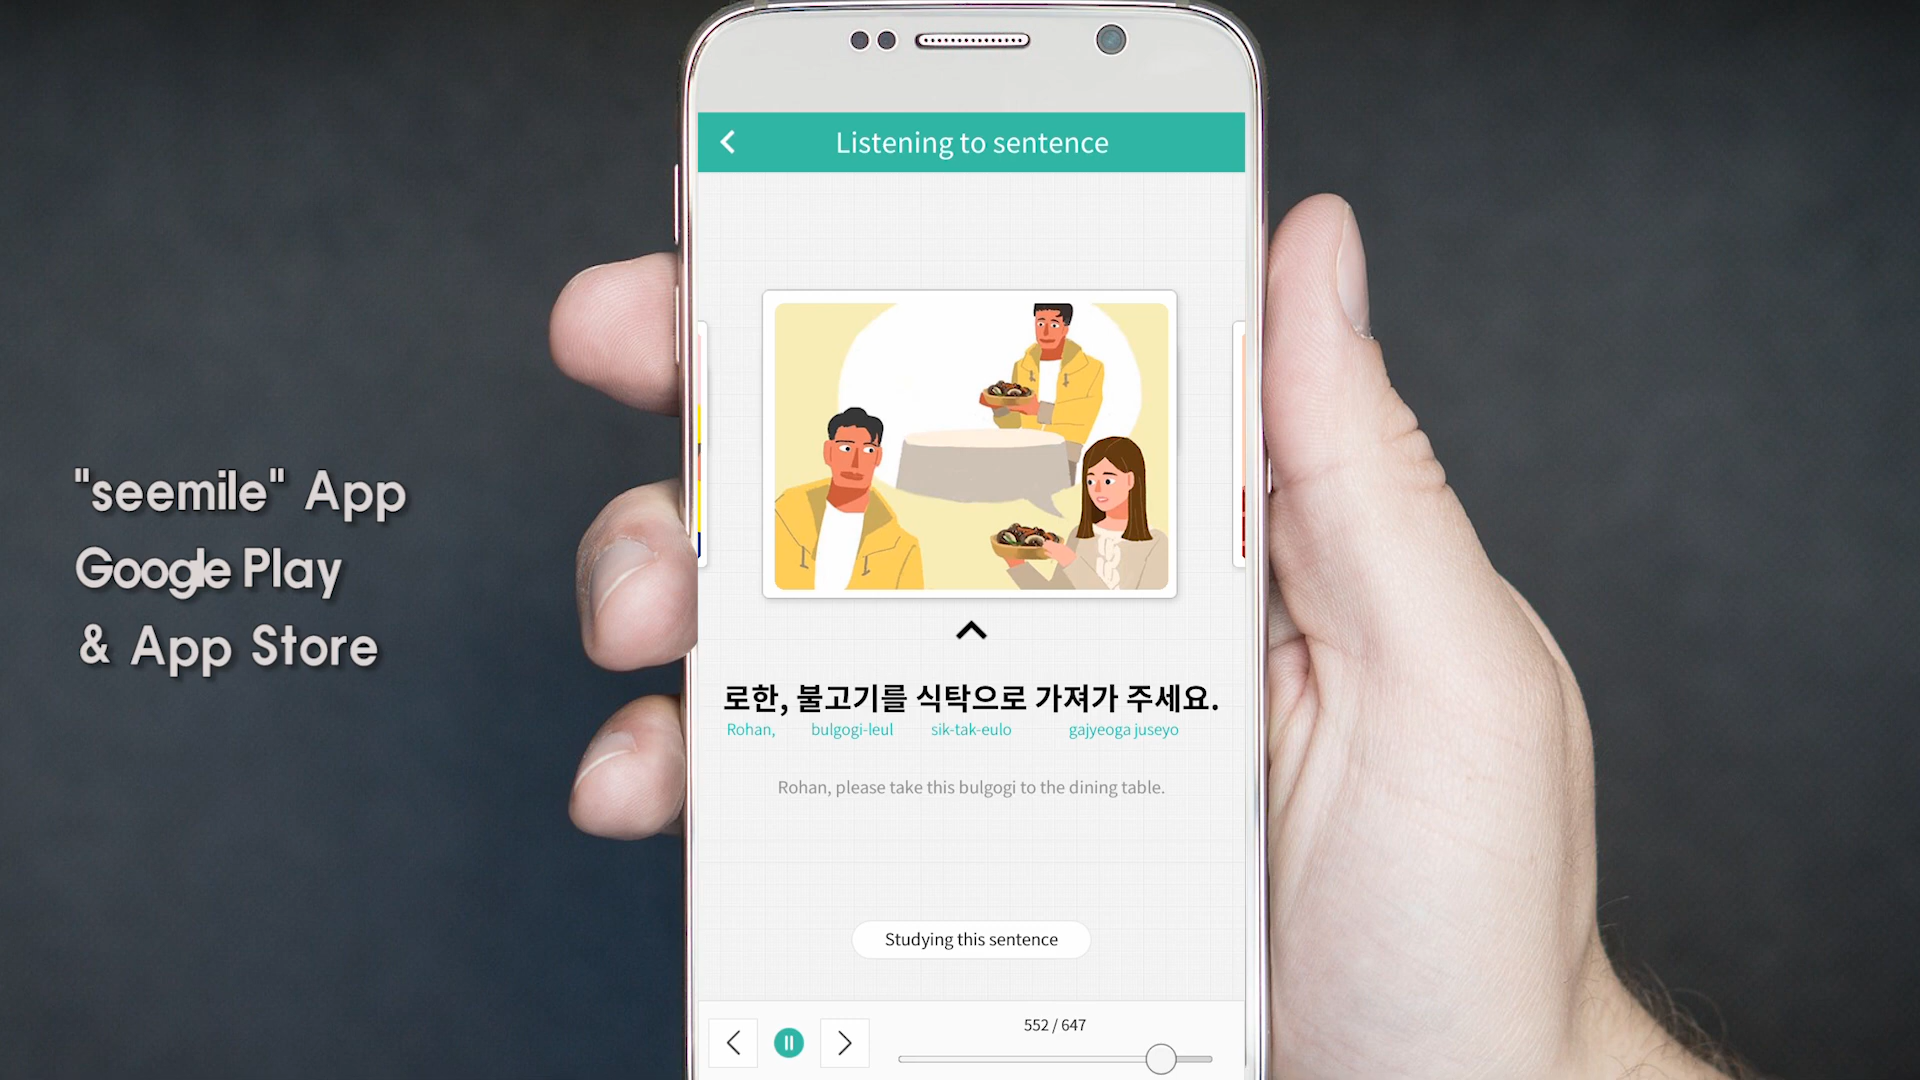 "seemile" App
Google Play
& App Store
Listening to sentence
로한, 불고기를 식탁으로 가져가 주세요.
Rohan, bulgogi-leul sik-tak-eulo gajyeoga juseyo
Rohan, please take this bulgogi to the dining table.
Studying this sentence
552 / 647